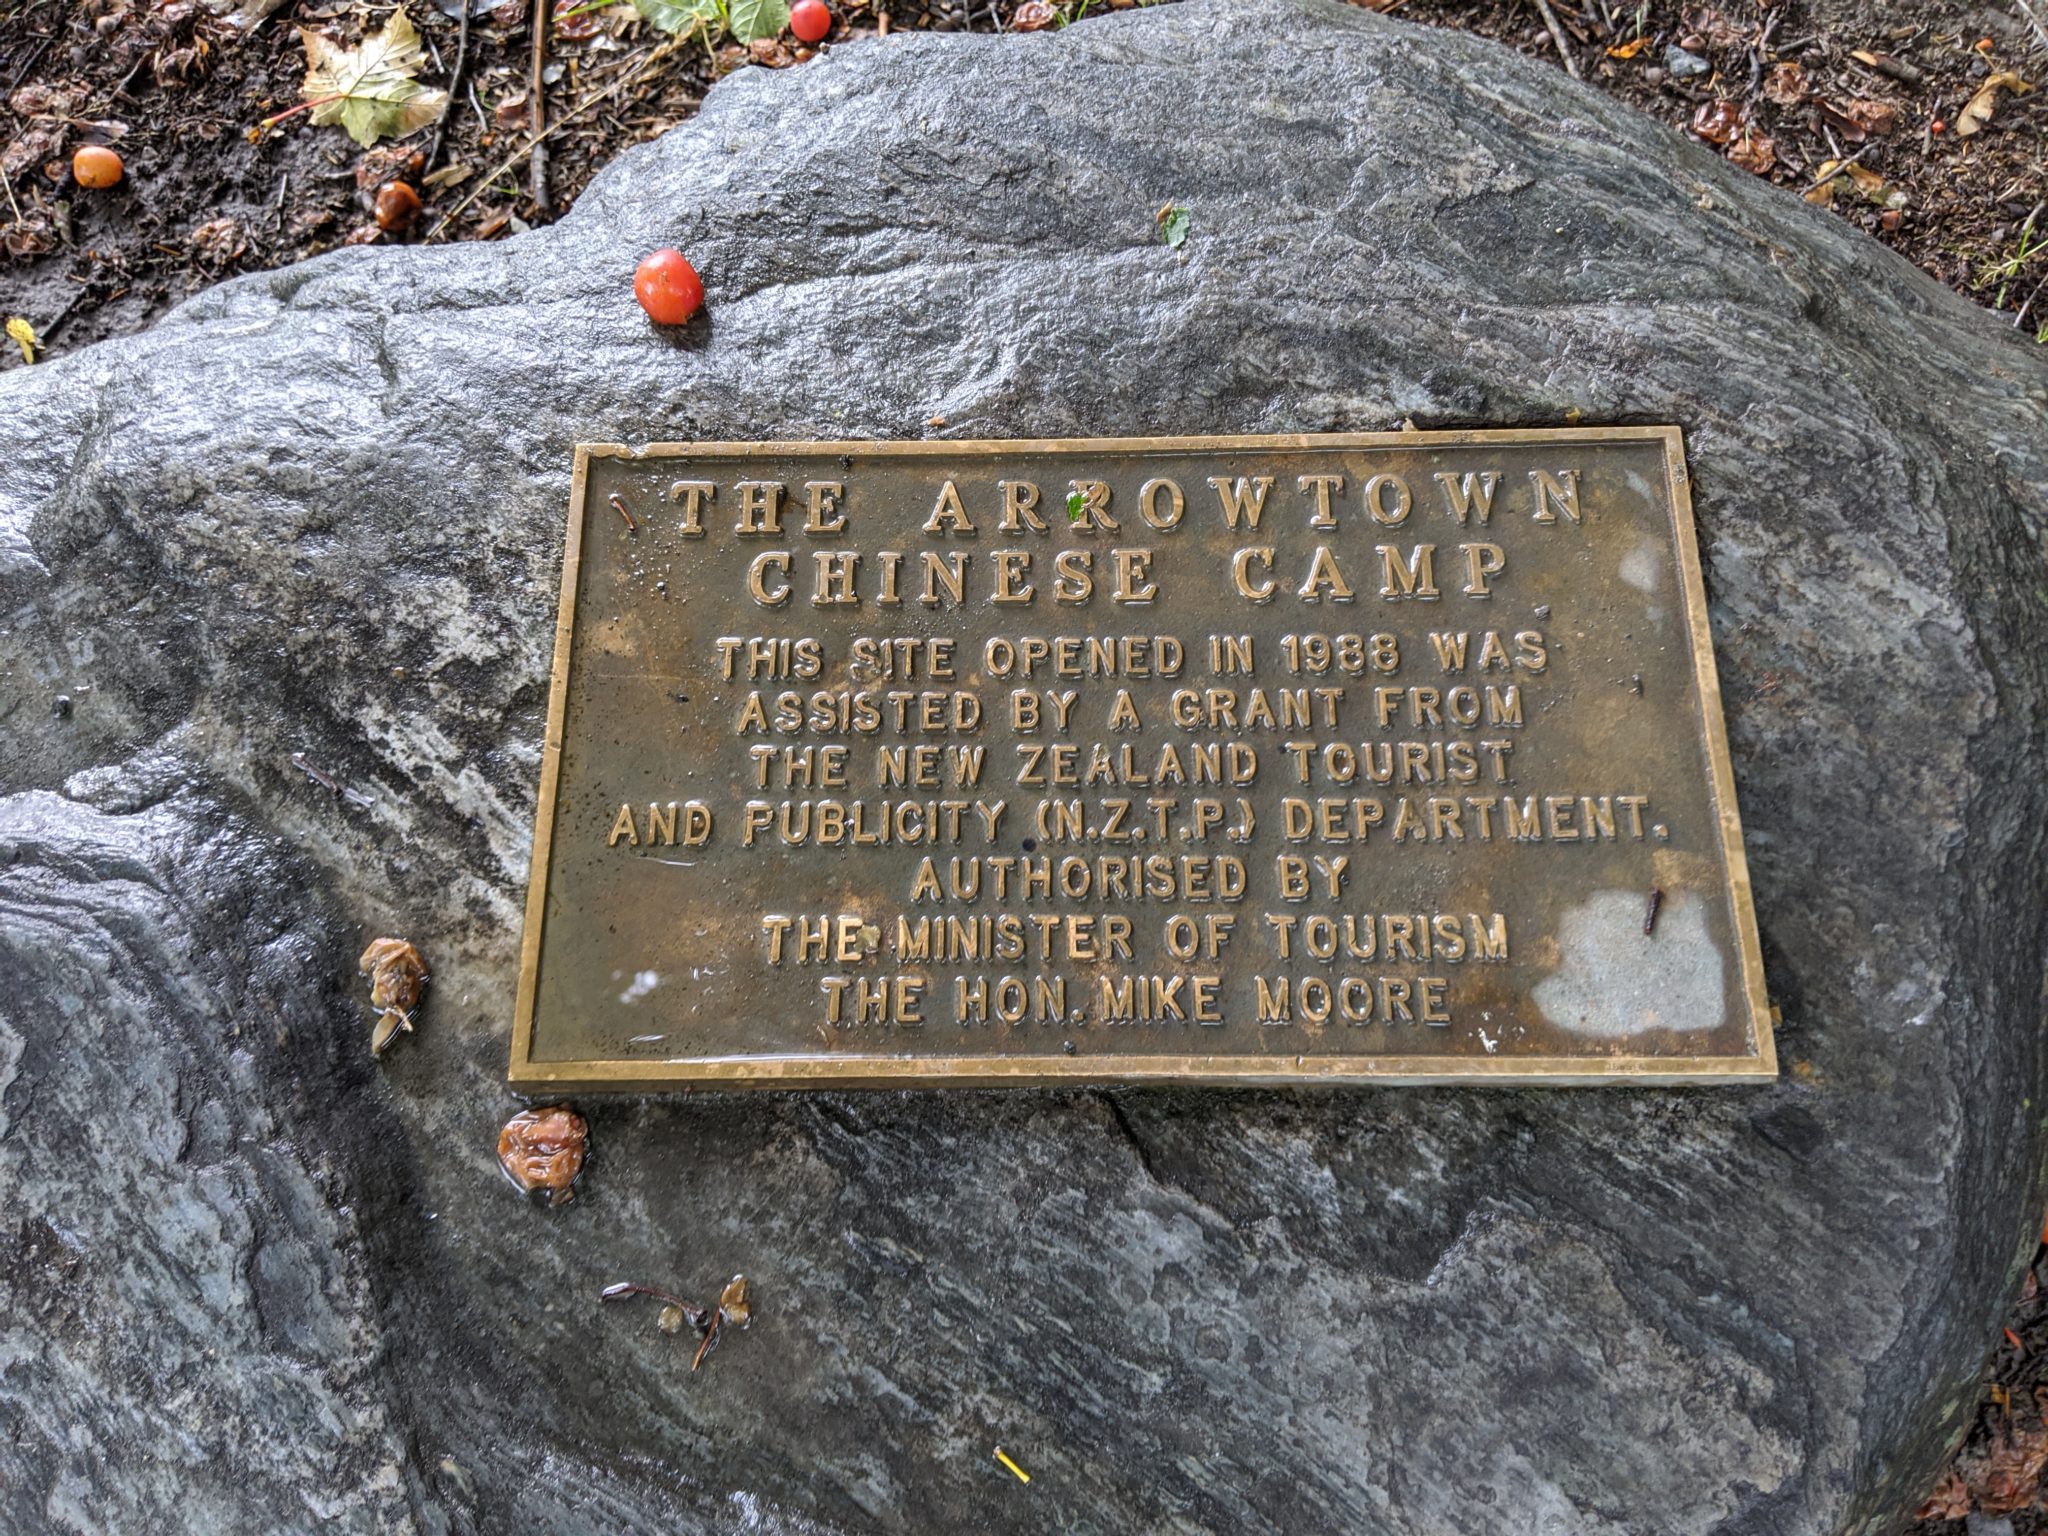 THE ARROWTOWN
CHINESE CAMP
THIS SITE OPENED IN 1988 WAS
ASSISTED BY A GRANT FROM
THE NEW ZEALAND TOURIST
AND PUBLICITY (N.Z.T.P.) DEPARTMENT.
AUTHORISED BY
THE MINISTER OF TOURISM
THE HON. MIKE MOORE